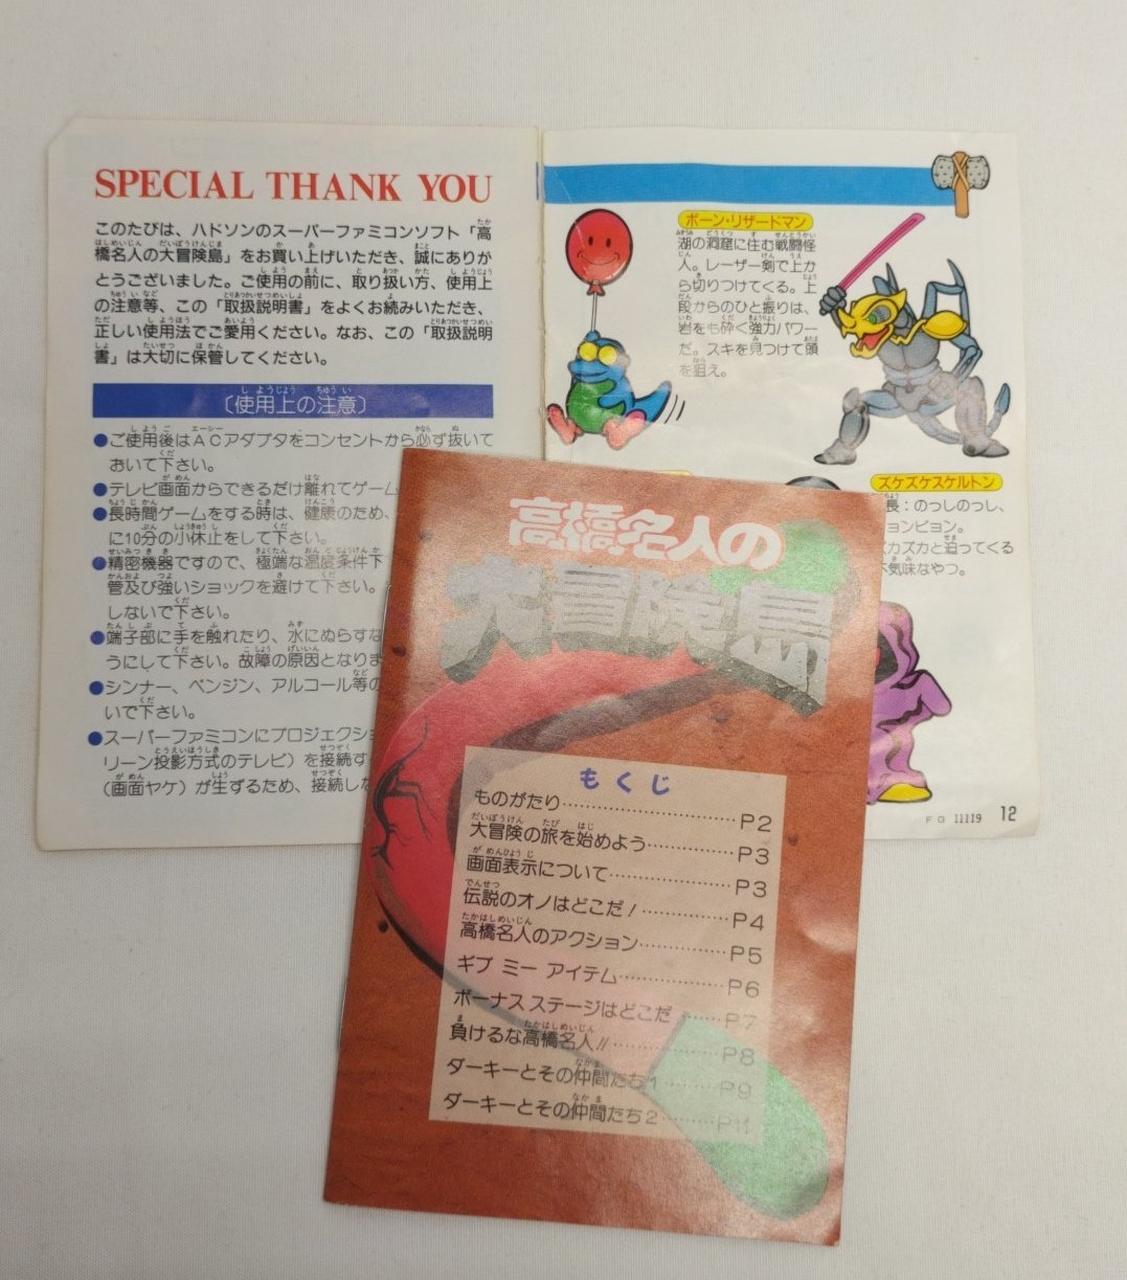 SPECIAL THANK YOU
このたびは、ハドソンのスーパーファミコンソフト「高
橋名人の大冒険島」をお買い上げいただき、誠にありが
とうございました。ご使用の前に、取り扱い方、使用上
の注意等、この「取扱説明書」をよくお読みいただき、
正しい使用法でご愛用ください。なお、この「取扱説明
書」は大切に保管してください。
〔使用上の注意〕
●ご使用後はACアダプタをコンセントから必ず抜いて
おいて下さい。
●テレビ画面からできるだけ離れてゲーム
●長時間ゲームをする時は、健康のため、
に10分の小休止をして下さい。
●精密機器ですので、極端な温度条件下
管及び強いショックを避けて下さい。
しないで下さい。
●端子部に手を触れたり、水にぬらすな
うにして下さい。故障の原因となりま
●シンナー、ベンジン、アルコール等の
いで下さい。
●スーパーファミコンにプロジェクショ
リーン投影方式のテレビ）を接続す
（画面ヤケ）が生ずるため、接続しな
ボーン・リザードマン
湖の洞窟に住む戦闘怪
人。レーザー剣で上か
ら切りつけてくる。上
段からのひと振りは、
岩をも砕く強力パワー
だ。スキを見つけて頭
を狙え。
ズケズケスケルトン
長：のっしのっし、
ョンピョン。
ズカズカと迫ってくる
不気味なやつ。
FG 11119 12
高橋名人の
大冒険島
もくじ
ものがたり……P2
大冒険の旅を始めよう……P3
画面表示について……P3
伝説のオノはどこだ！……P4
高橋名人のアクション……P5
ギブ ミー アイテム……P6
ボーナスステージはどこだ……P7
負けるな高橋名人!!……P8
ダーキーとその仲間たち1……P9
ダーキーとその仲間たち2……P11